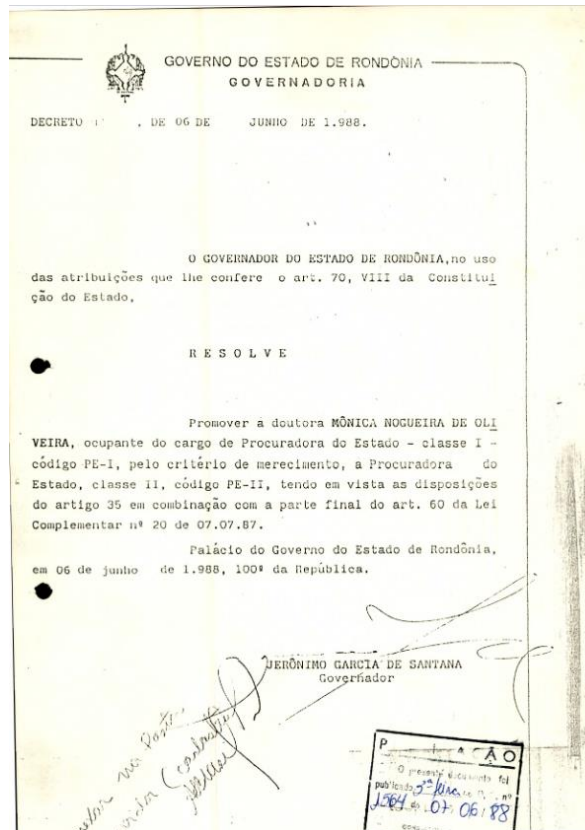 GOVERNO DO ESTADO DE RONDÔNIA
GOVERNADORIA
DECRETO , DE 06 DE JUNHO DE 1.988.
O GOVERNADOR DO ESTADO DE RONDÔNIA, no uso
das atribuições que lhe confere o art. 70, VIII da Constitui
ção do Estado,
R E S O L V E
Promover a doutora MÔNICA NOGUEIRA DE OLI
VEIRA, ocupante do cargo de Procuradora do Estado - classe I -
código PE-I, pelo critério de merecimento, a Procuradora do
Estado, classe II, código PE-II, tendo em vista as disposições
do artigo 35 em combinação com a parte final do art. 60 da Lei
Complementar nº 20 de 07.07.87.
Palácio do Governo do Estado de Rondônia,
em 06 de junho de 1.988, 100º da República.
JERÔNIMO GARCIA DE SANTANA
Governador
O presente documento foi
publicado nº
1564 do 07 06 88